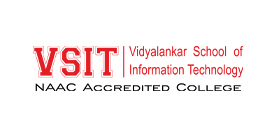 VSIT
Vidyalankar School of
Information Technology
NAAC Accredited College